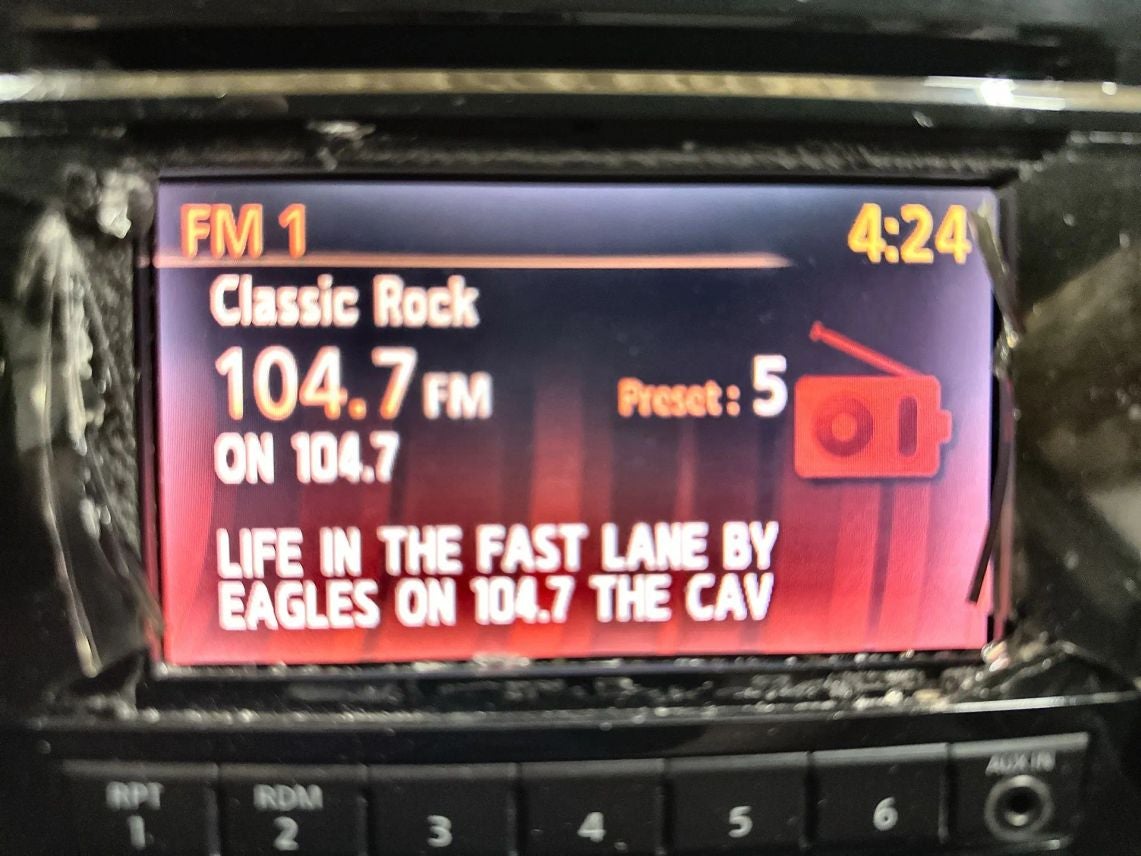 FM 1 4:24
Classic Rock
104.7 FM Preset: 5
ON 104.7
LIFE IN THE FAST LANE BY
EAGLES ON 104.7 THE CAV
RPT RDM AUX IN
1 2 3 4 5 6